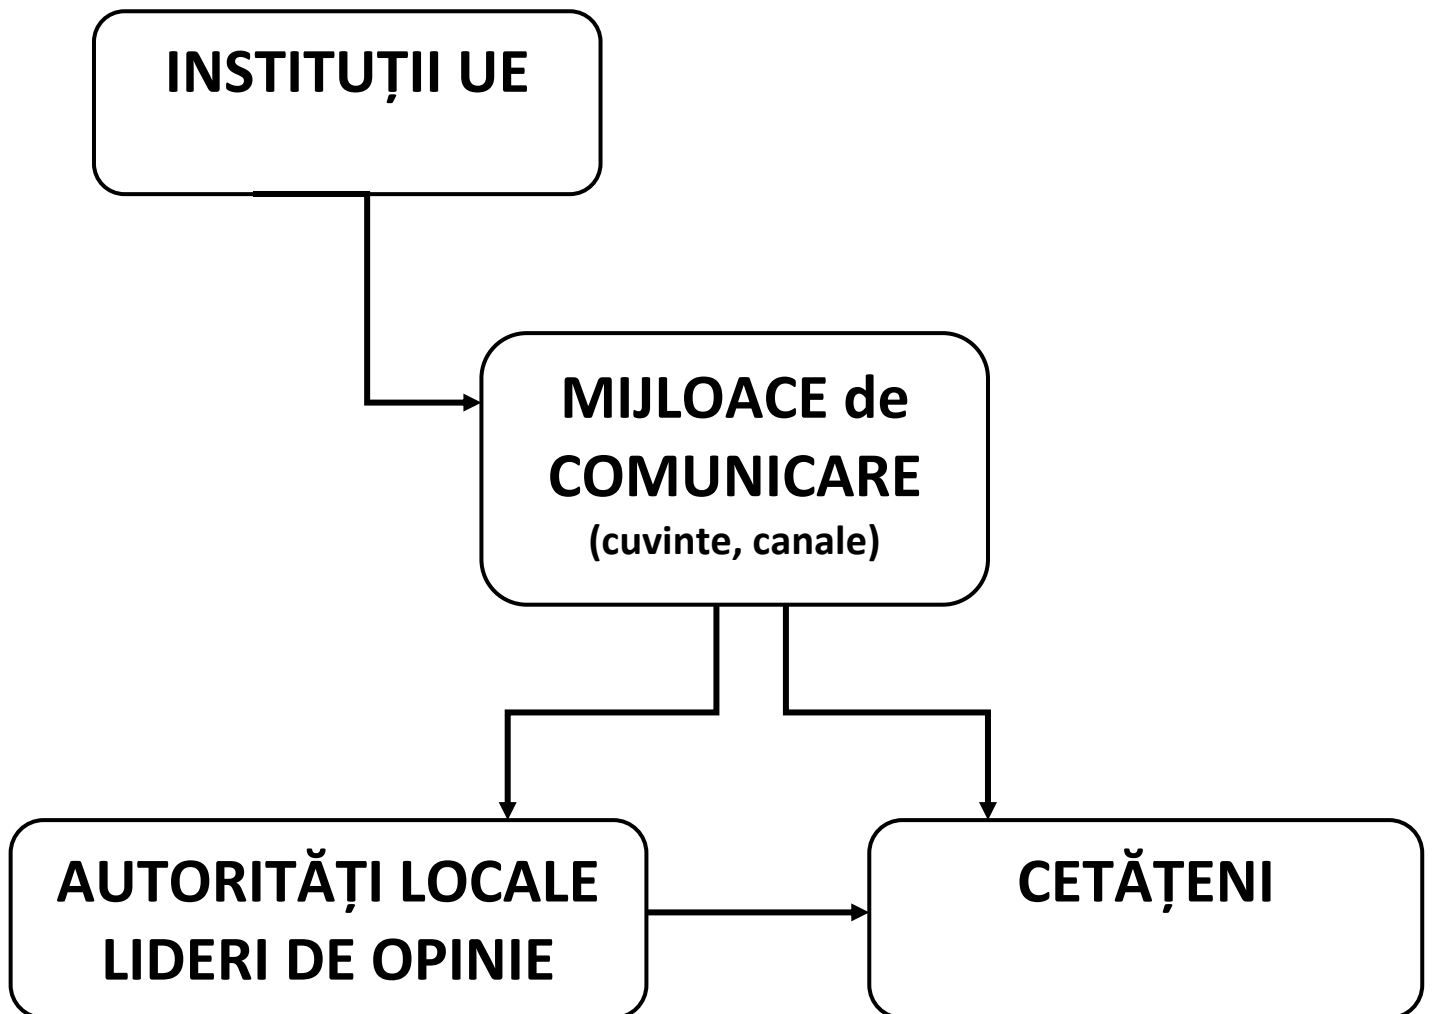 INSTITUȚII UE
MIJLOACE de
COMUNICARE
(cuvinte, canale)
AUTORITĂȚI LOCALE
LIDERI DE OPINIE
CETĂȚENI